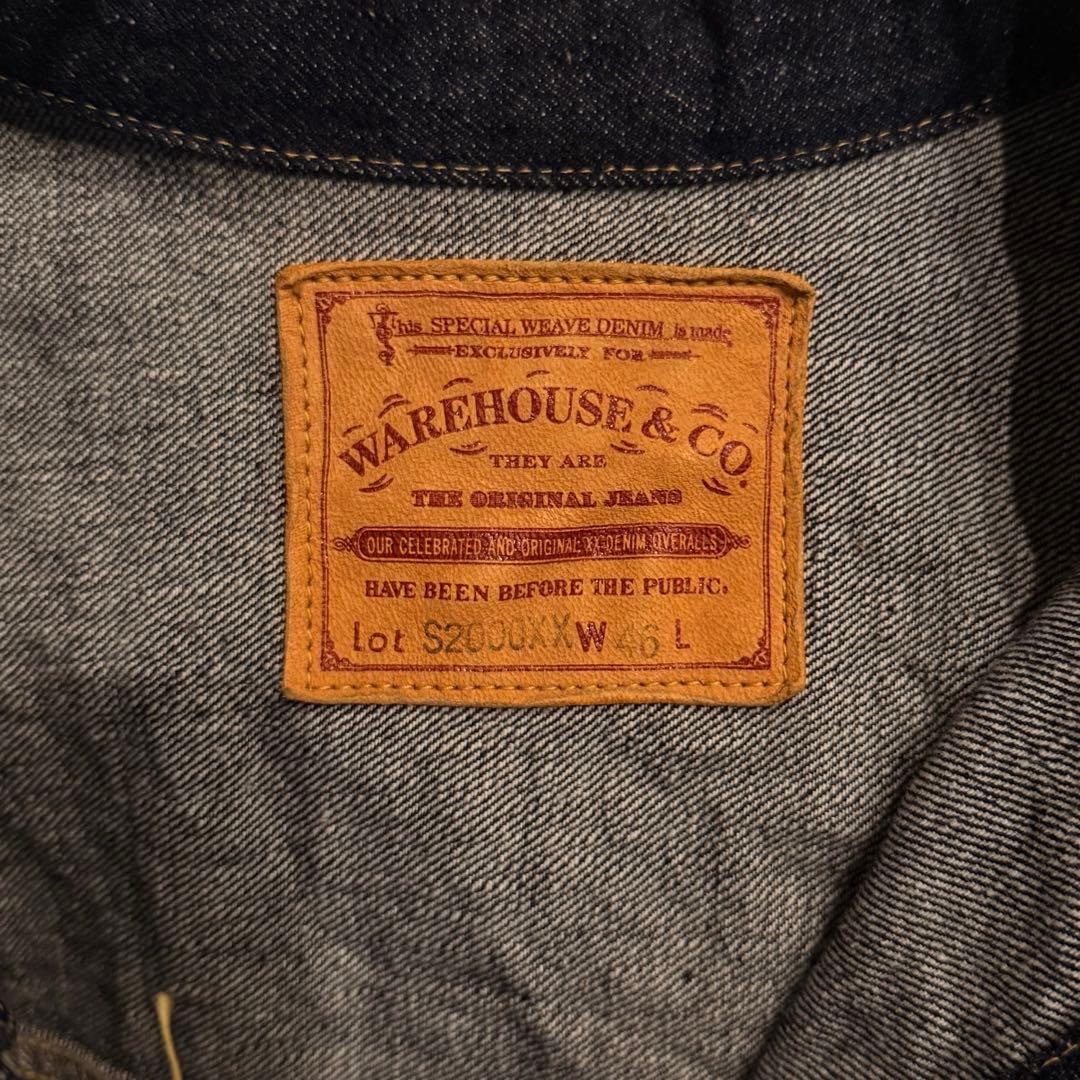 This SPECIAL WEAVE DENIM is made
EXCLUSIVELY FOR
WAREHOUSE & CO.
THEY ARE
THE ORIGINAL JEANS
OUR CELEBRATED AND ORIGINAL XX DENIM OVERALLS
HAVE BEEN BEFORE THE PUBLIC.
Lot S2000XX W 46 L